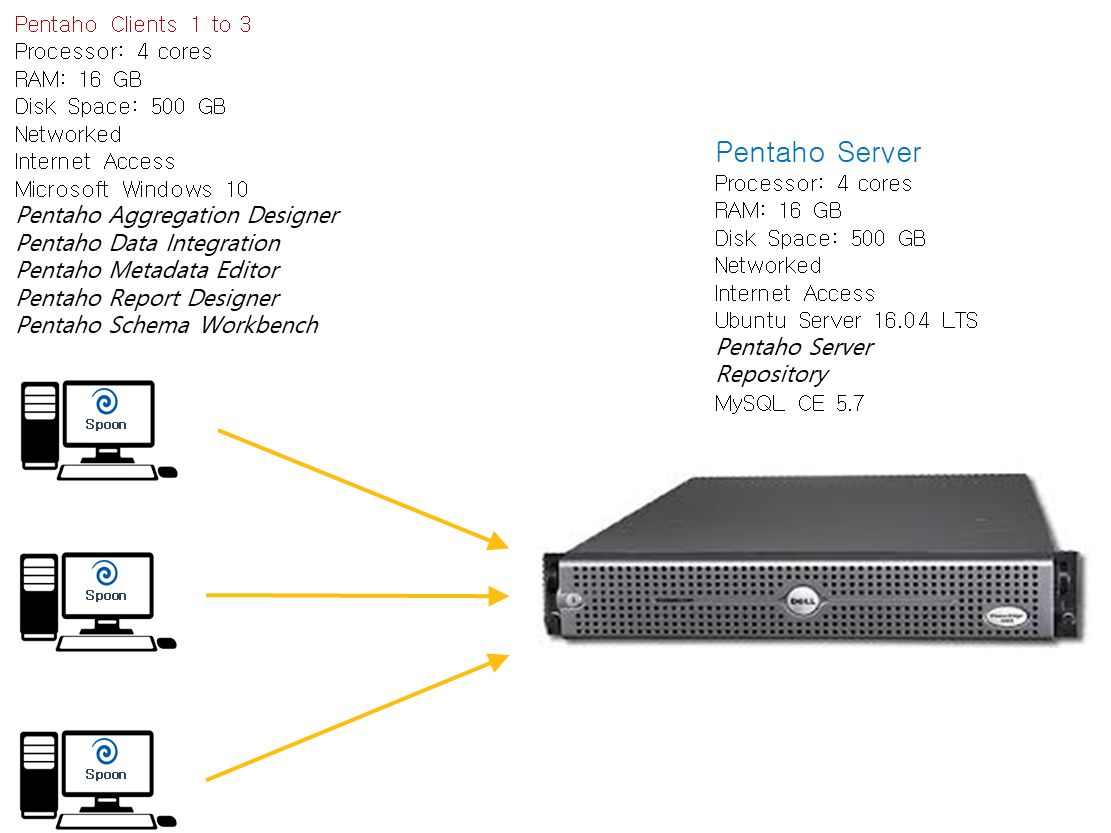 Pentaho Clients 1 to 3
Processor: 4 cores
RAM: 16 GB
Disk Space: 500 GB
Networked
Internet Access
Microsoft Windows 10
Pentaho Aggregation Designer
Pentaho Data Integration
Pentaho Metadata Editor
Pentaho Report Designer
Pentaho Schema Workbench
Pentaho Server
Processor: 4 cores
RAM: 16 GB
Disk Space: 500 GB
Networked
Internet Access
Ubuntu Server 16.04 LTS
Pentaho Server
Repository
MySQL CE 5.7
Spoon
Spoon
Spoon
DELL